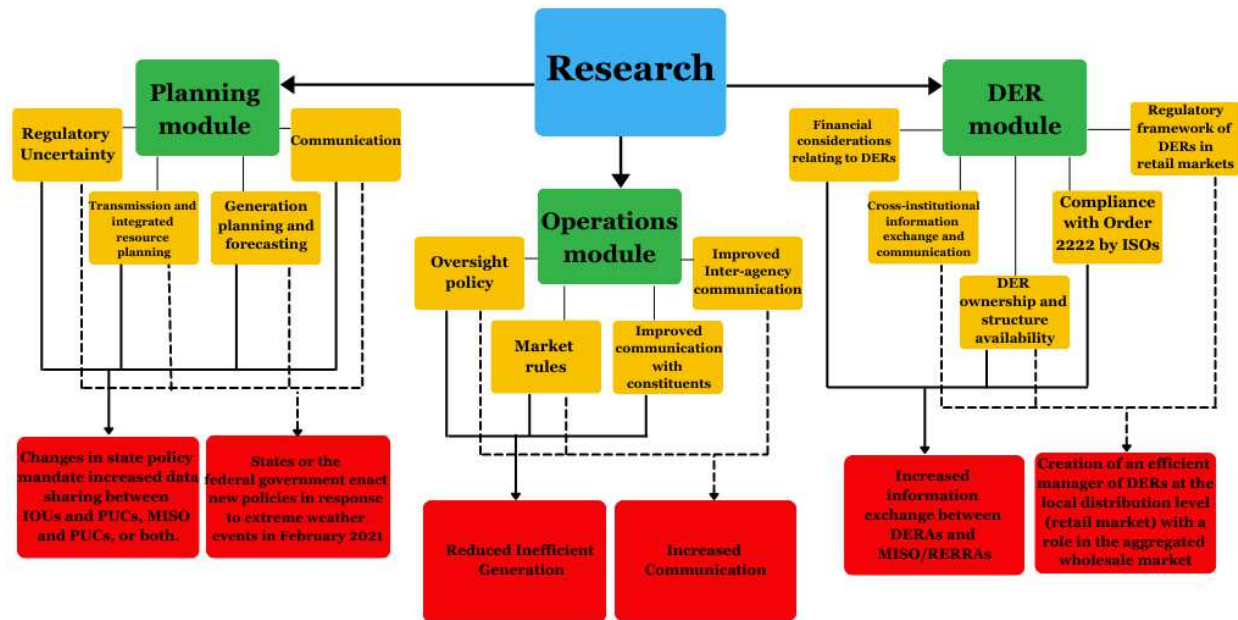 Research
Planning
module
Regulatory
Uncertainty
Communication
Transmission and
integrated
resource
planning
Generation
planning and
forecasting
Changes in state policy
mandate increased data
sharing between
IOUs and PUCs, MISO
and PUCs, or both.
States or the
federal government enact
new policies in response
to extreme weather
events in February 2021
Operations
module
Oversight
policy
Improved
Inter-agency
communication
Market
rules
Improved
communication
with
constituents
Reduced Inefficient
Generation
Increased
Communication
DER
module
Financial
considerations
relating to DERs
Regulatory
framework of
DERs in
retail markets
Cross-institutional
information
exchange and
communication
Compliance
with Order
2222 by ISOs
DER
ownership and
structure
availability
Increased
information
exchange between
DERAs and
MISO/RERRAs
Creation of an efficient
manager of DERs at the
local distribution level
(retail market) with a
role in the aggregated
wholesale market